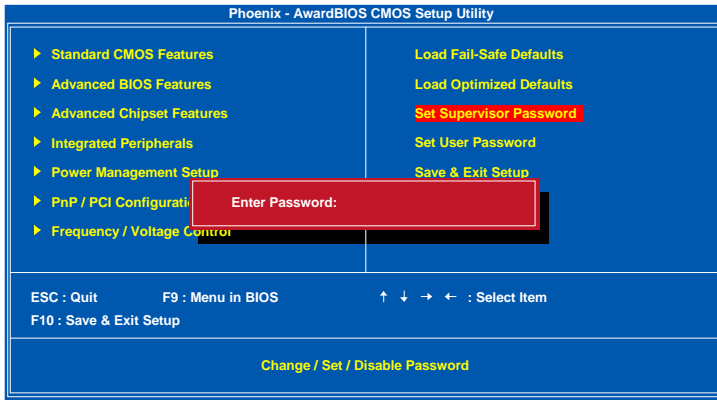 Phoenix - AwardBIOS CMOS Setup Utility
Standard CMOS Features
Advanced BIOS Features
Advanced Chipset Features
Integrated Peripherals
Power Management Setup
PnP / PCI Configurati
Frequency / Voltage Control
Load Fail-Safe Defaults
Load Optimized Defaults
Set Supervisor Password
Set User Password
Save & Exit Setup
Enter Password:
ESC : Quit F9 : Menu in BIOS ↑ ↓ → ← : Select Item
F10 : Save & Exit Setup
Change / Set / Disable Password